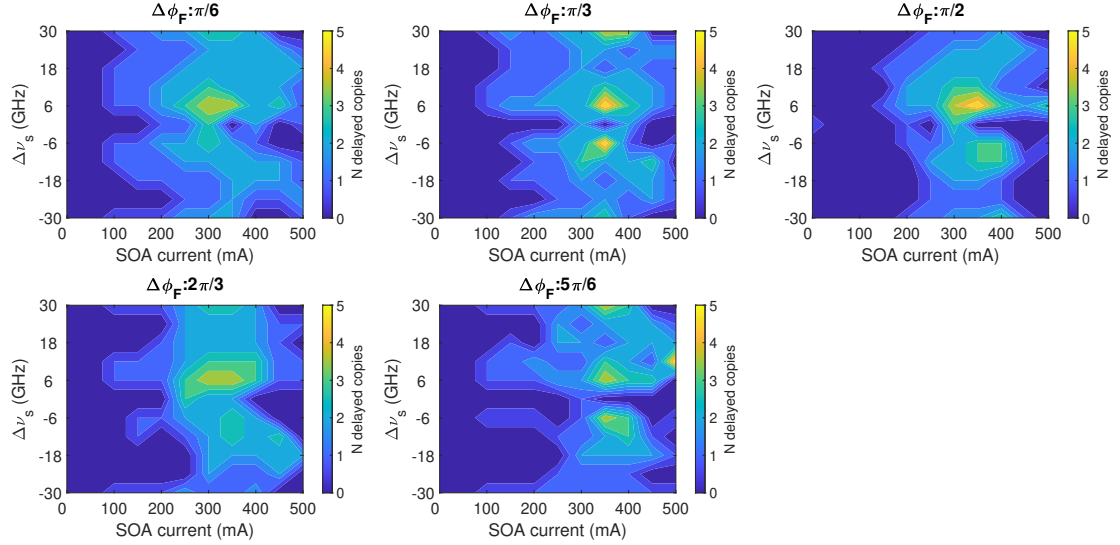 Δϕ_F:π/6
30
18
6
-6
-18
-30
Δν_s (GHz)
0 100 200 300 400 500
SOA current (mA)
5
4
3
2
1
0
N delayed copies
Δϕ_F:π/3
30
18
6
-6
-18
-30
Δν_s (GHz)
0 100 200 300 400 500
SOA current (mA)
5
4
3
2
1
0
N delayed copies
Δϕ_F:π/2
30
18
6
-6
-18
-30
Δν_s (GHz)
0 100 200 300 400 500
SOA current (mA)
5
4
3
2
1
0
N delayed copies
Δϕ_F:2π/3
30
18
6
-6
-18
-30
Δν_s (GHz)
0 100 200 300 400 500
SOA current (mA)
5
4
3
2
1
0
N delayed copies
Δϕ_F:5π/6
30
18
6
-6
-18
-30
Δν_s (GHz)
0 100 200 300 400 500
SOA current (mA)
5
4
3
2
1
0
N delayed copies